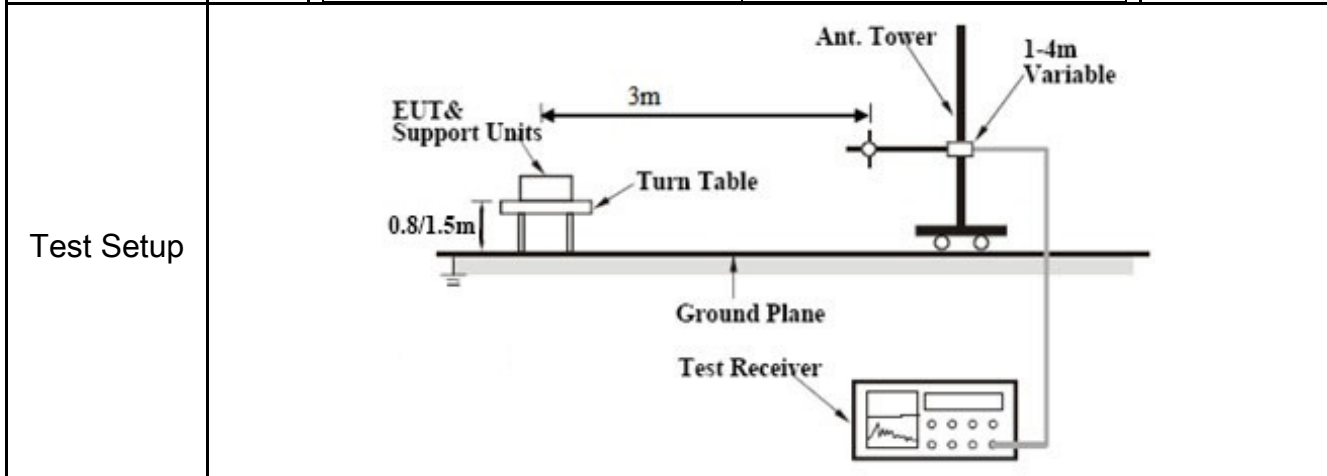 Test Setup
Ant. Tower
1-4m
Variable
3m
EUT&
Support Units
Turn Table
0.8/1.5m
Ground Plane
Test Receiver